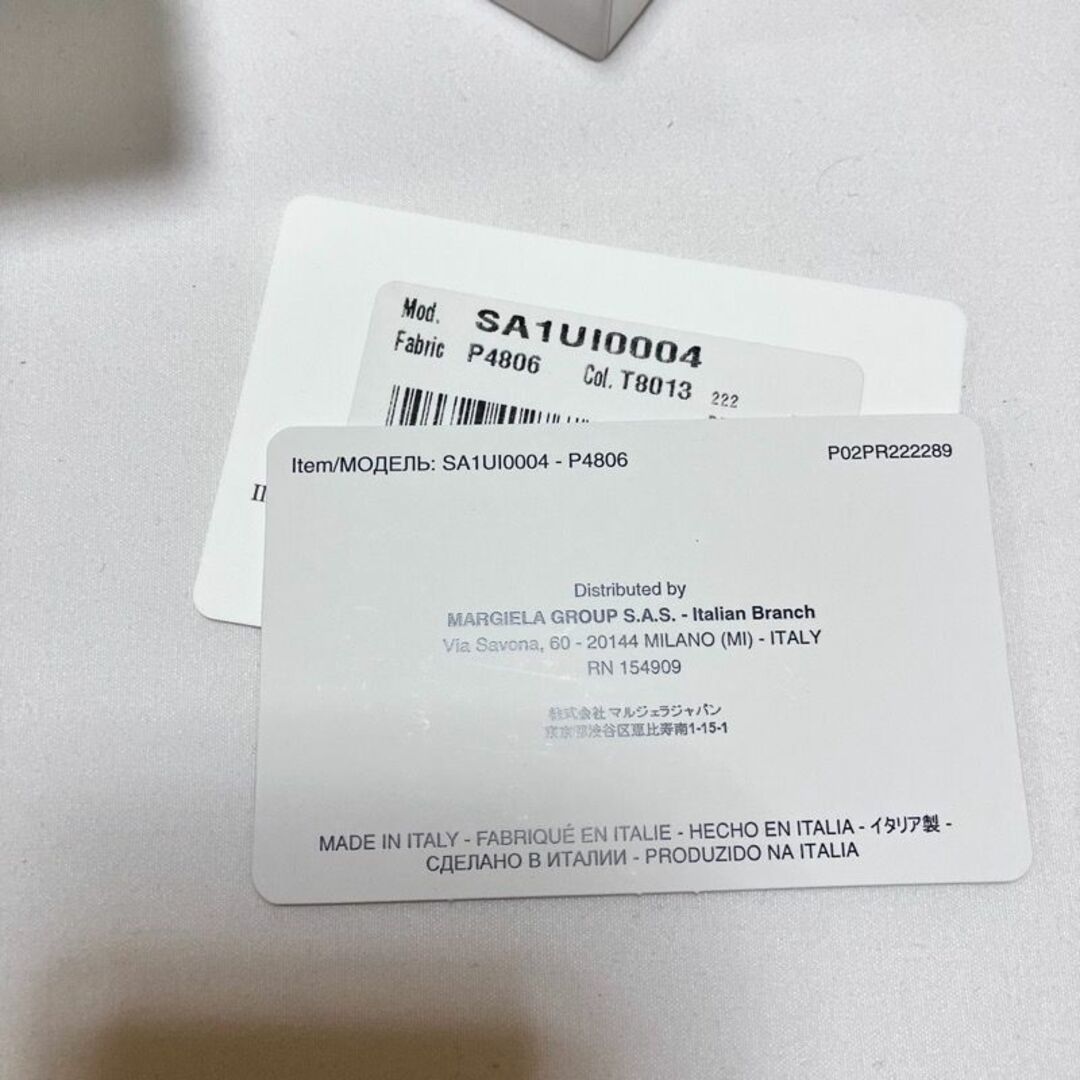 Mod. SA1UI0004
Fabric P4806 Col. T8013 222
II
Item/МОДЕЛЬ: SA1UI0004 - P4806 P02PR222289
Distributed by
MARGIELA GROUP S.A.S. - Italian Branch
Via Savona, 60 - 20144 MILANO (MI) - ITALY
RN 154909
株式会社 マルジェラジャパン
東京都渋谷区恵比寿南1-15-1
MADE IN ITALY - FABRIQUÉ EN ITALIE - HECHO EN ITALIA - イタリア製 -
СДЕЛАНО В ИТАЛИИ - PRODUZIDO NA ITALIA